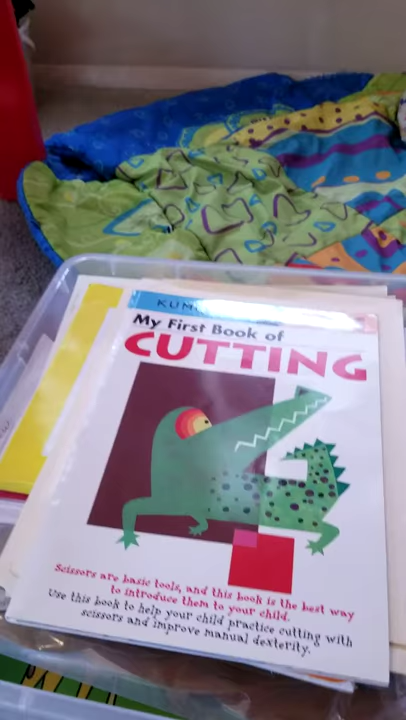 KUM
My First Book of
CUTTING
Scissors are basic tools, and this book is the best way
to introduce them to your child.
Use this book to help your child practice cutting with
scissors and improve manual dexterity.